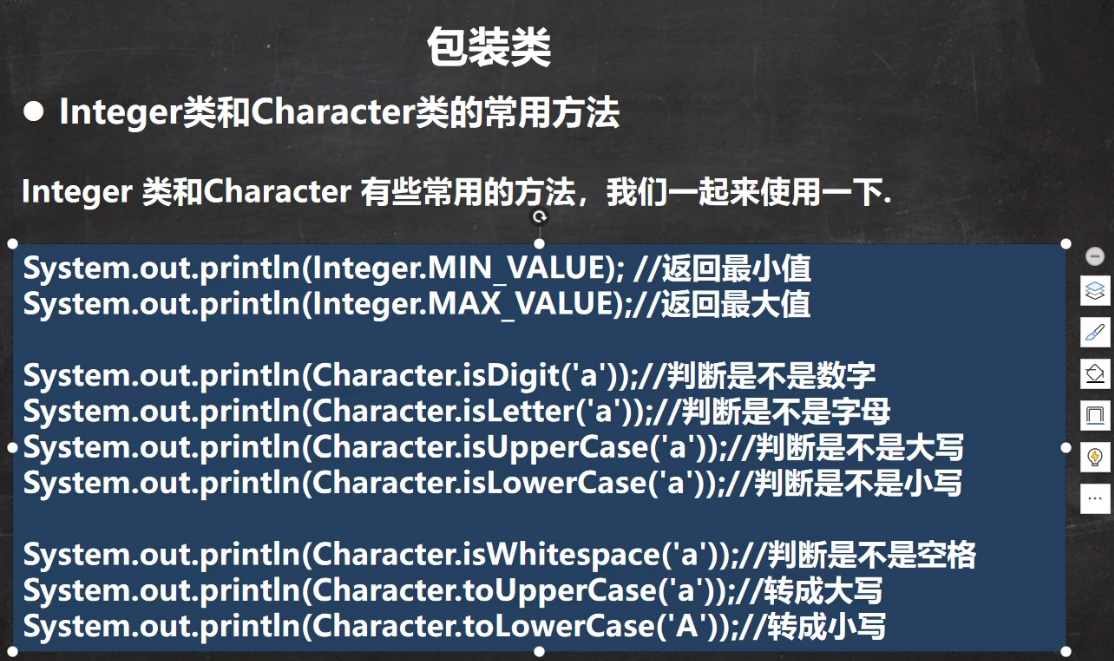 包装类
● Integer类和Character类的常用方法
Integer 类和Character 有些常用的方法，我们一起来使用一下.
System.out.println(Integer.MIN_VALUE); //返回最小值
System.out.println(Integer.MAX_VALUE);//返回最大值
System.out.println(Character.isDigit('a'));//判断是不是数字
System.out.println(Character.isLetter('a'));//判断是不是字母
System.out.println(Character.isUpperCase('a'));//判断是不是大写
System.out.println(Character.isLowerCase('a'));//判断是不是小写
System.out.println(Character.isWhitespace('a'));//判断是不是空格
System.out.println(Character.toUpperCase('a'));//转成大写
System.out.println(Character.toLowerCase('A'));//转成小写